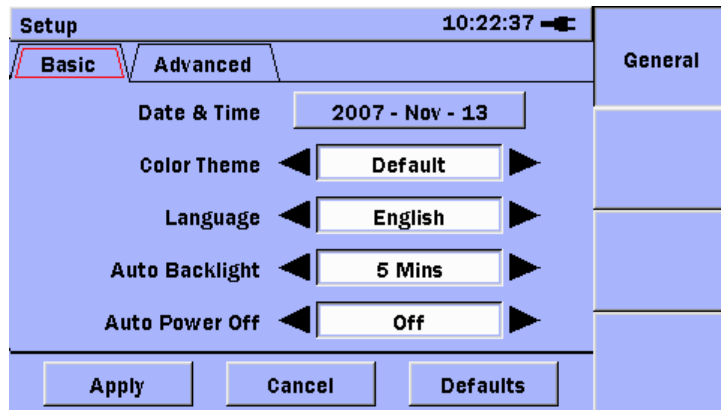 Setup 10:22:37
General
Basic Advanced
Date & Time 2007 - Nov - 13
Color Theme Default
Language English
Auto Backlight 5 Mins
Auto Power Off Off
Apply Cancel Defaults